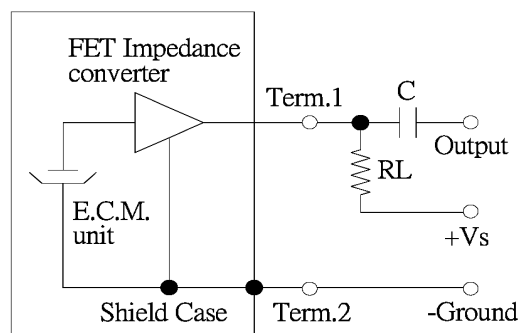 FET Impedance
converter
Term.1
C
Output
RL
E.C.M.
unit
+Vs
Shield Case
Term.2
-Ground